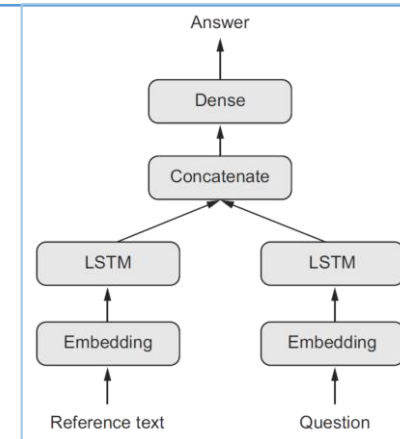 Answer
Dense
Concatenate
LSTM LSTM
Embedding Embedding
Reference text Question